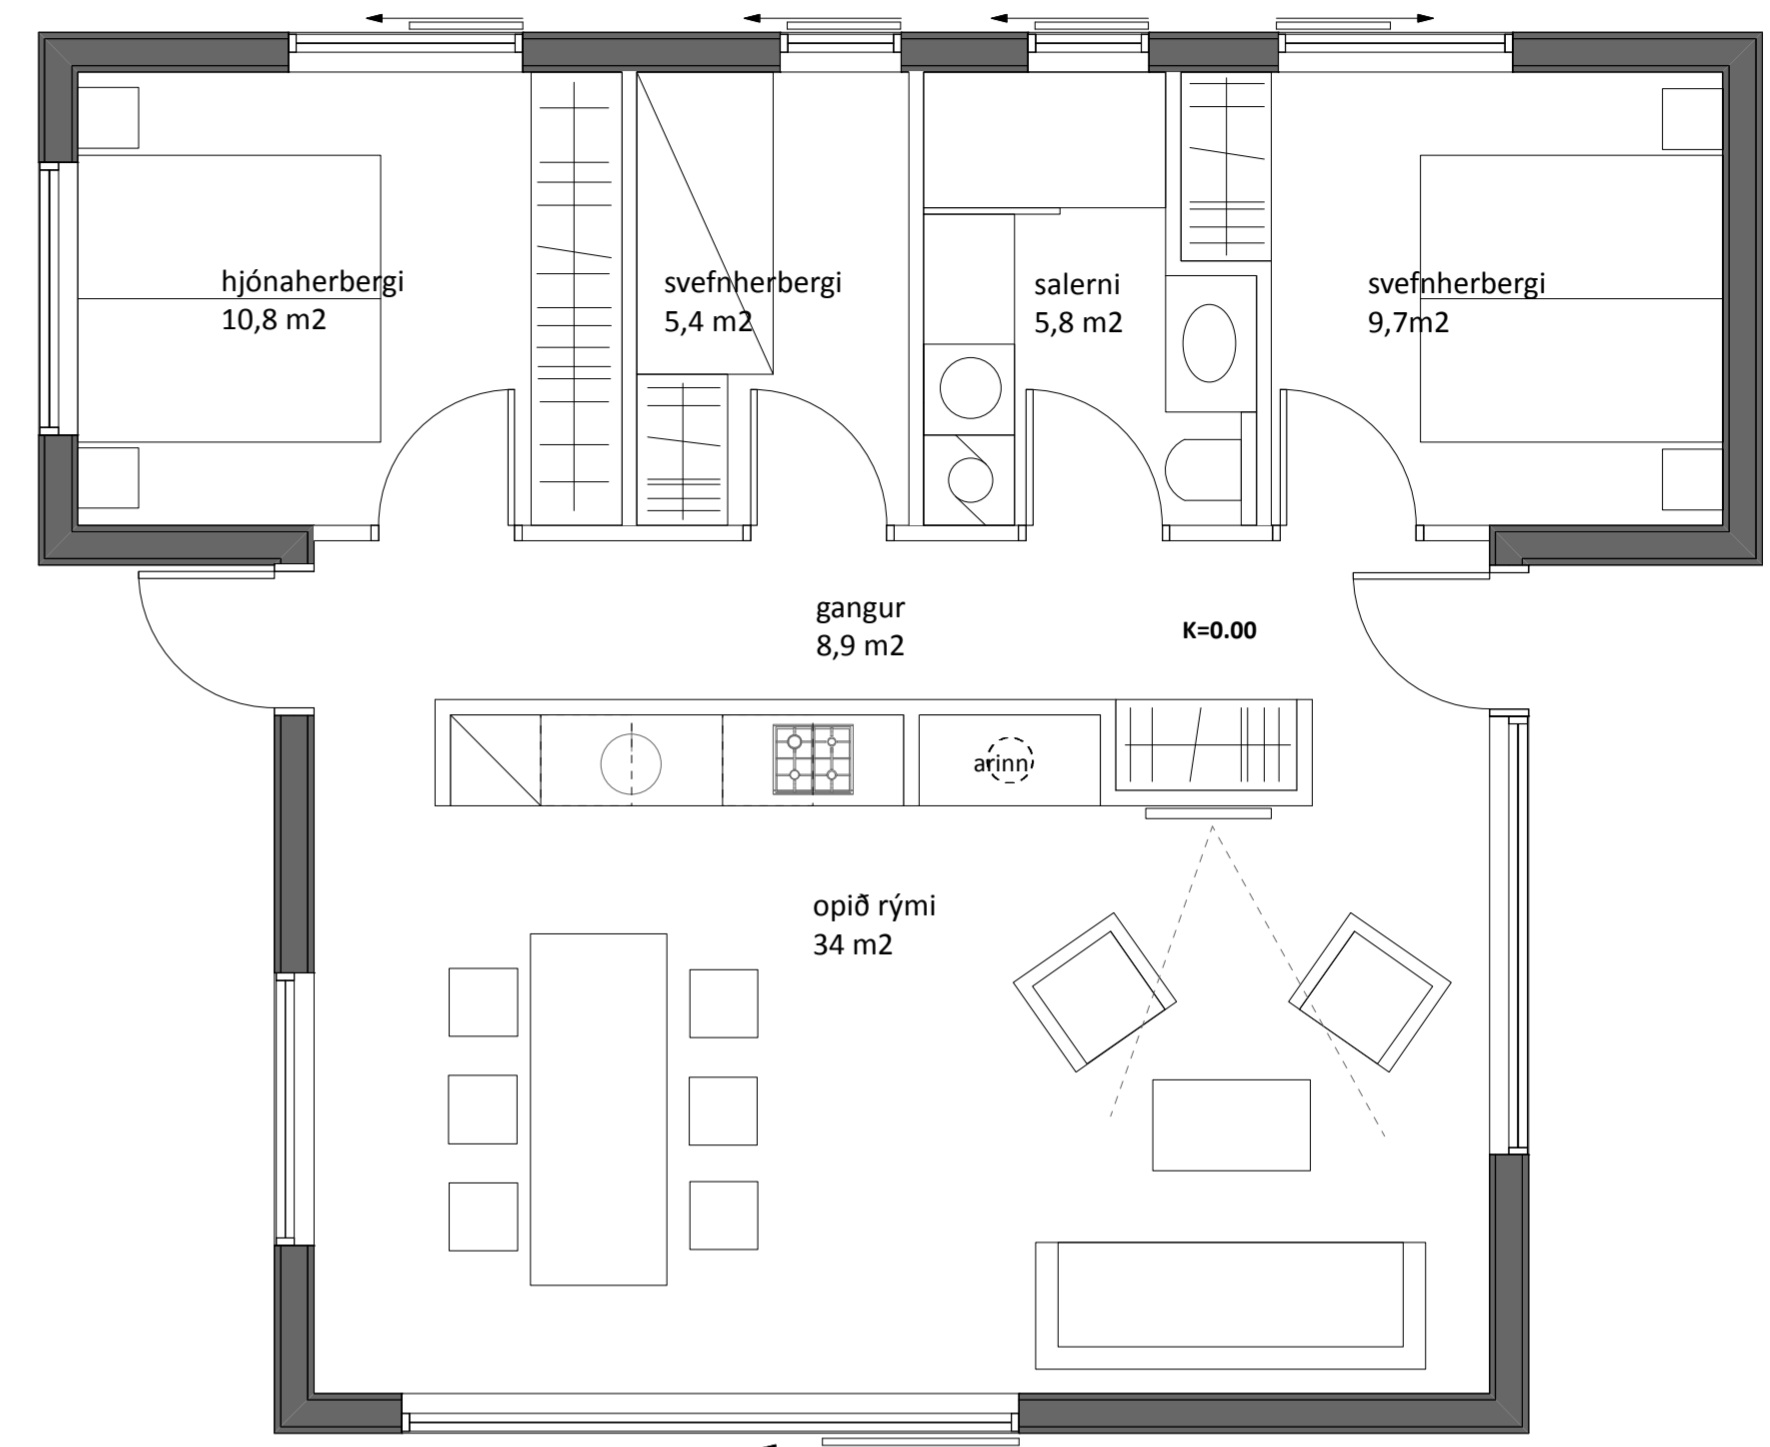 hjónaherbergi
10,8 m2
svefnherbergi
5,4 m2
salerni
5,8 m2
svefnherbergi
9,7m2
gangur
8,9 m2
K=0.00
arinn
opið rými
34 m2